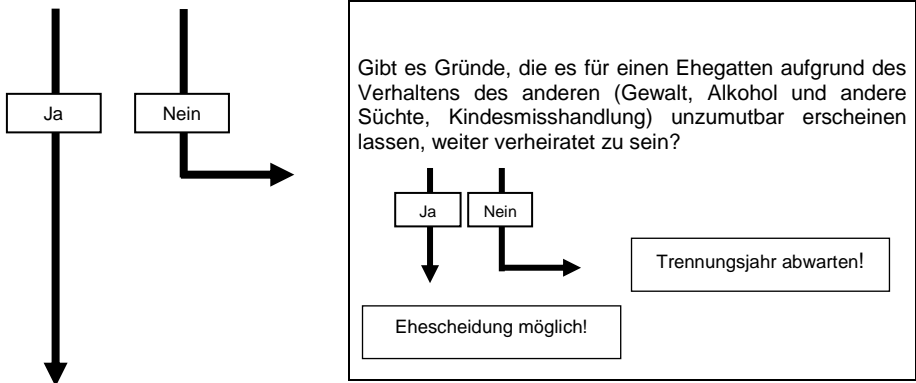 Gibt es Gründe, die es für einen Ehegatten aufgrund des
Verhaltens des anderen (Gewalt, Alkohol und andere
Süchte, Kindesmisshandlung) unzumutbar erscheinen
lassen, weiter verheiratet zu sein?
Ja
Nein
Ja
Nein
Trennungsjahr abwarten!
Ehescheidung möglich!